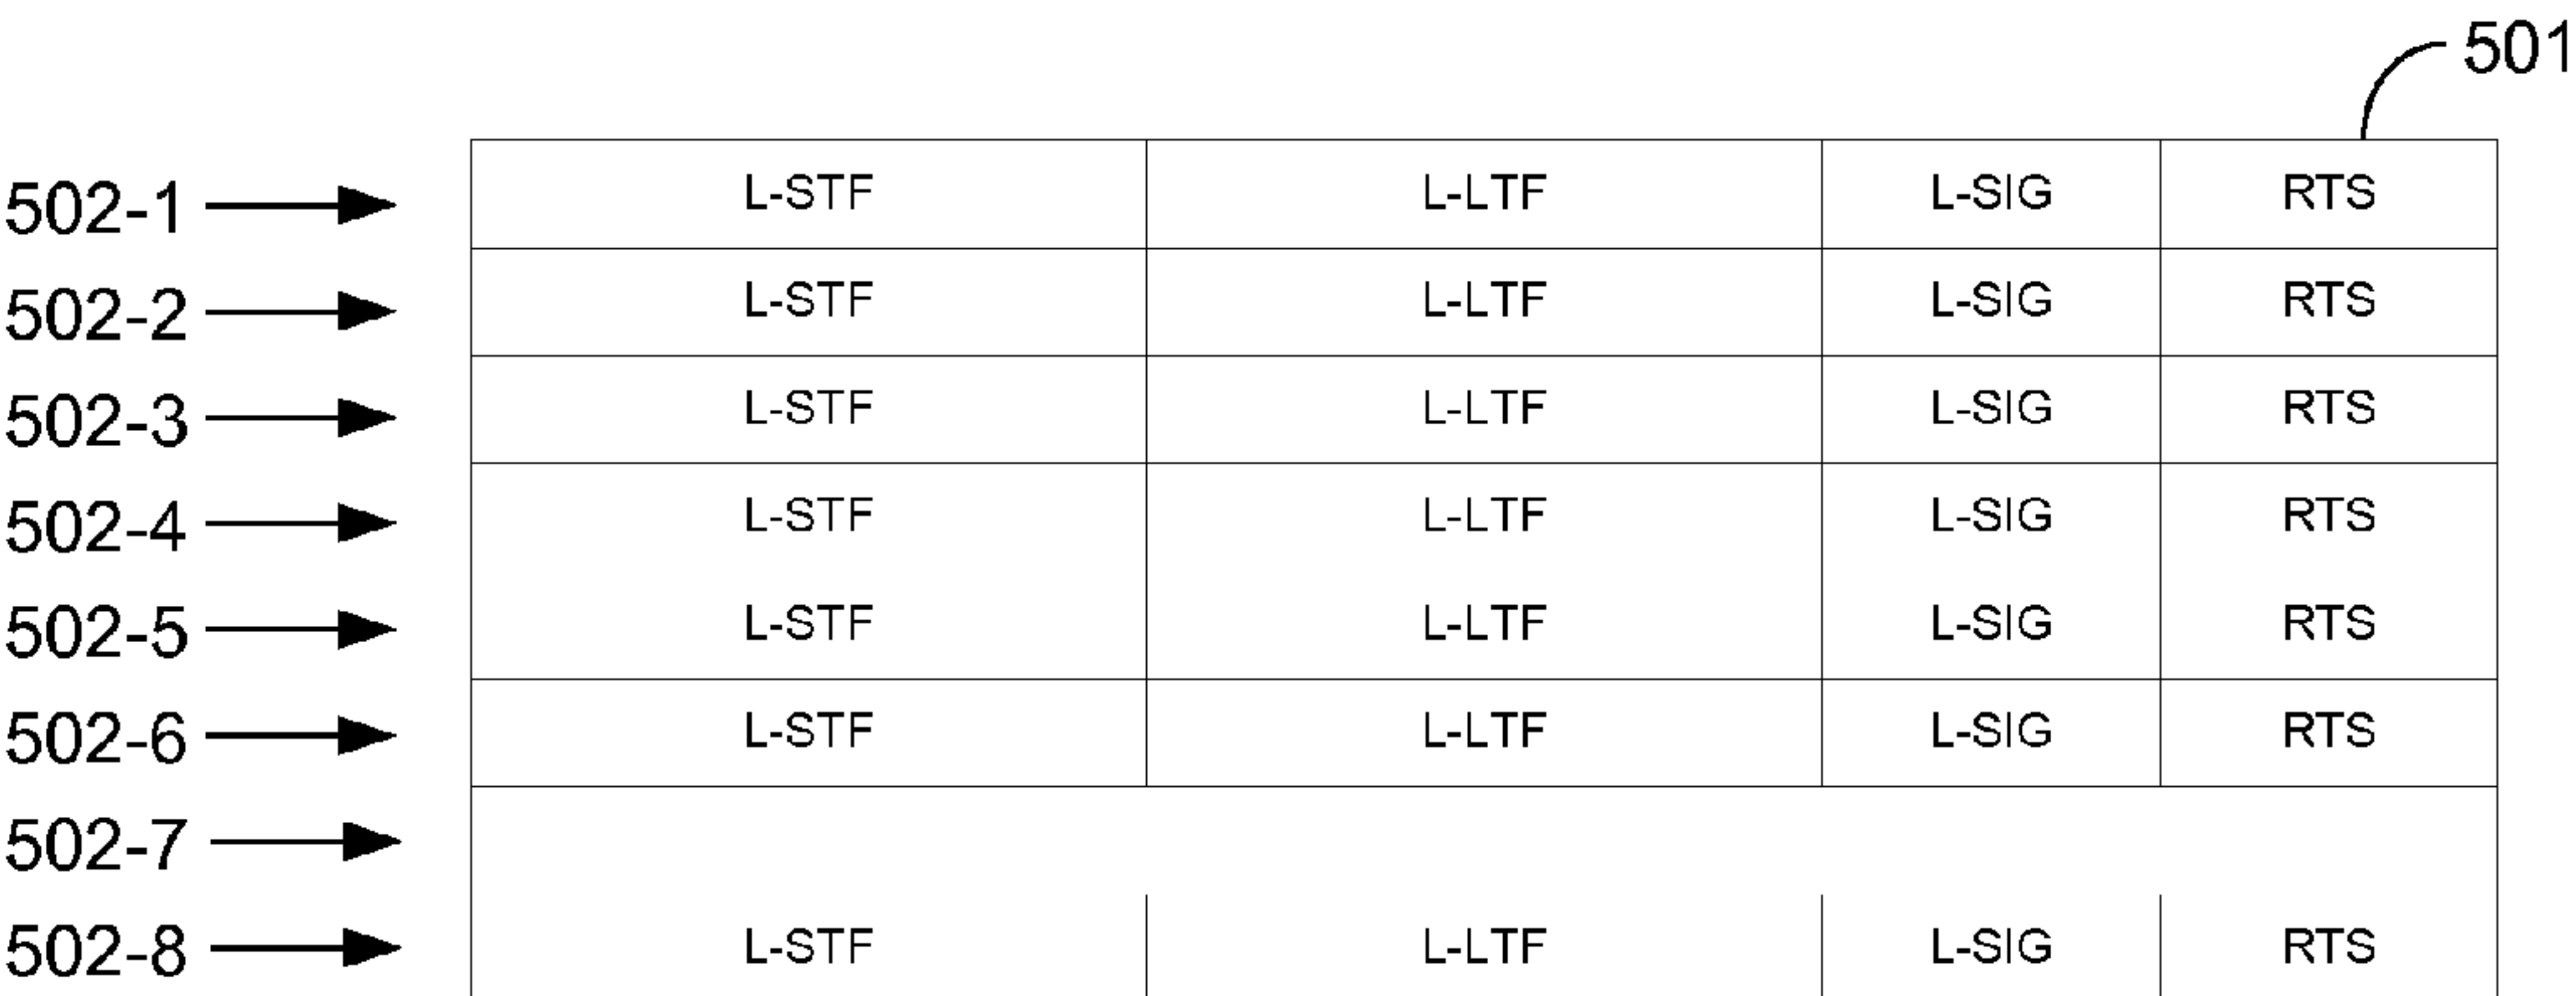 501
502-1 L-STF L-LTF L-SIG RTS
502-2 L-STF L-LTF L-SIG RTS
502-3 L-STF L-LTF L-SIG RTS
502-4 L-STF L-LTF L-SIG RTS
502-5 L-STF L-LTF L-SIG RTS
502-6 L-STF L-LTF L-SIG RTS
502-7
502-8 L-STF L-LTF L-SIG RTS